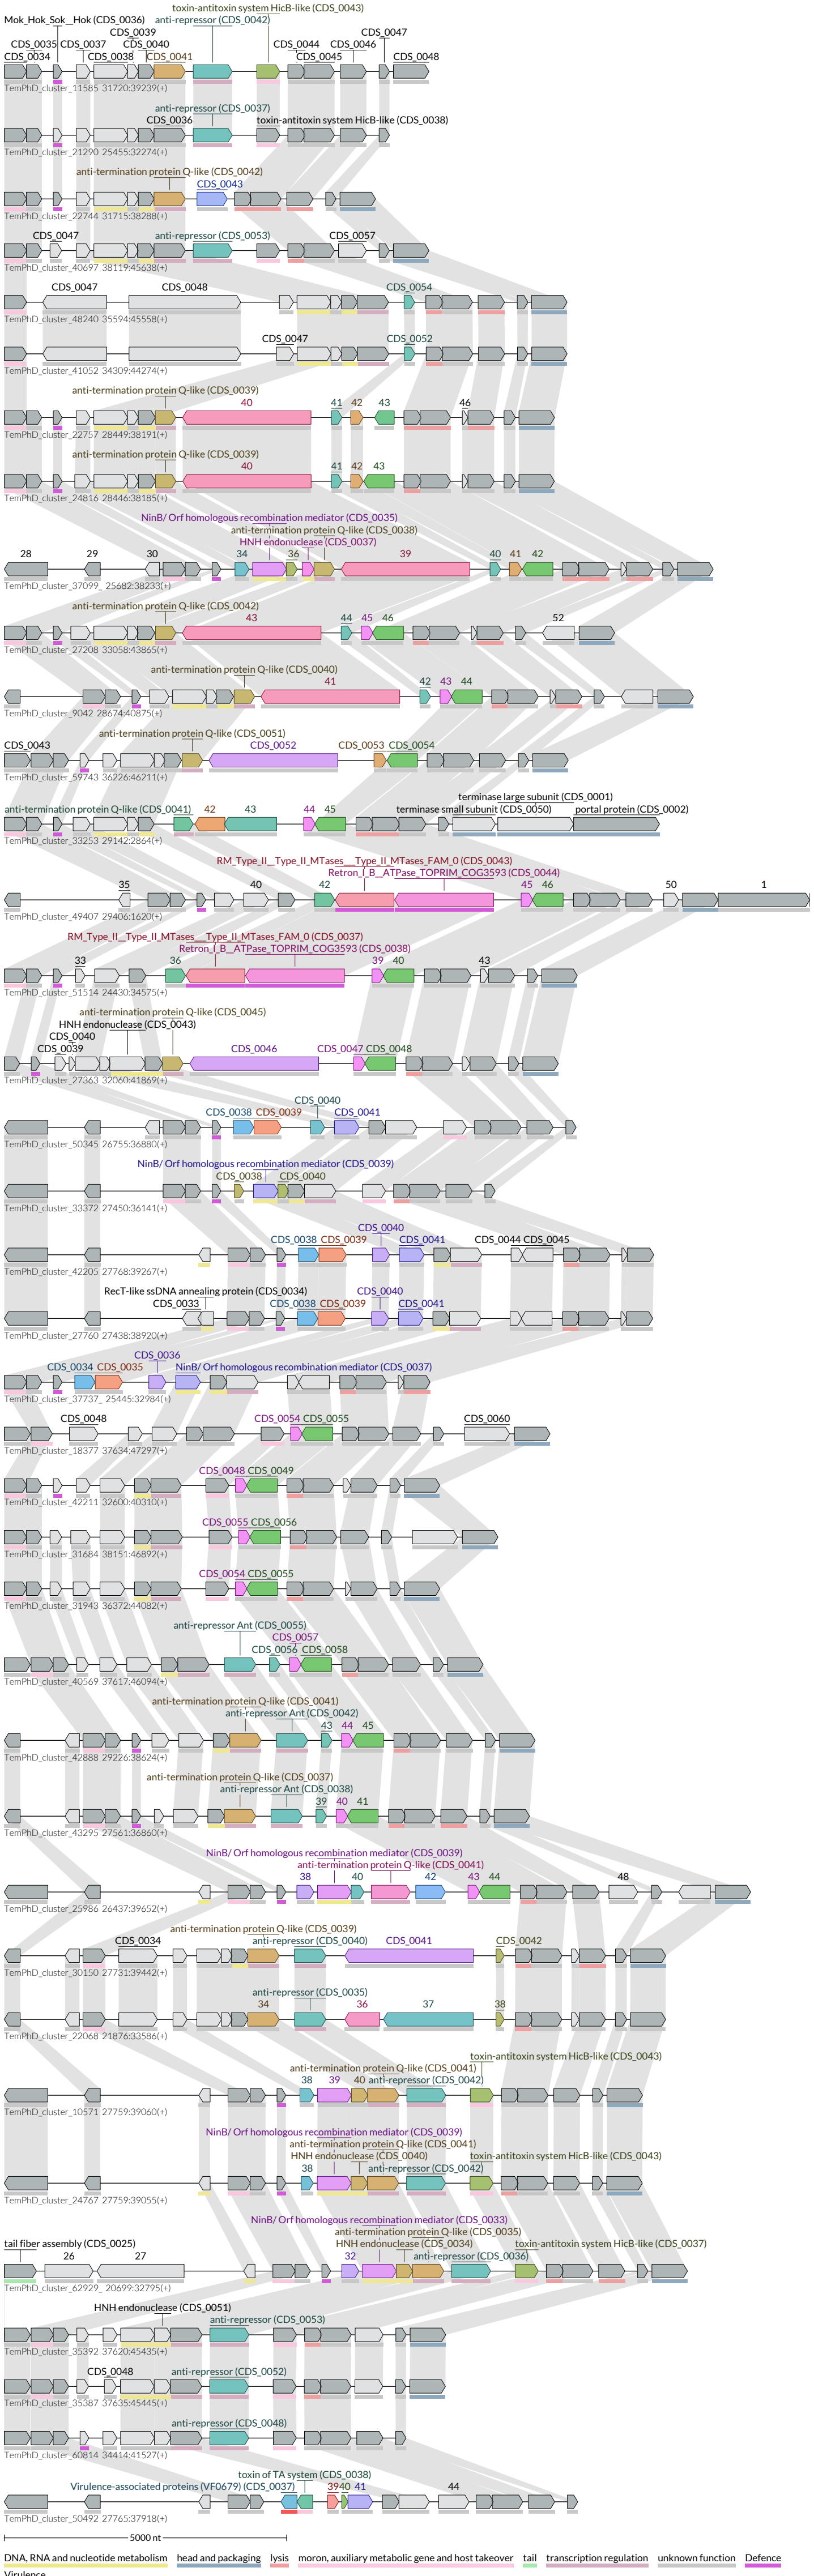 toxin-antitoxin system HicB-like (CDS_0043)
Mok_Hok_Sok__Hok (CDS_0036) anti-repressor (CDS_0042)
CDS_0039 CDS_0047
CDS_0035 CDS_0037 CDS_0040 CDS_0044 CDS_0046
CDS_0034 CDS_0038 CDS_0041 CDS_0045 CDS_0048
TemPhD_cluster_11585 31720:39239(+)
anti-repressor (CDS_0037)
CDS_0036 toxin-antitoxin system HicB-like (CDS_0038)
TemPhD_cluster_21290 25455:32274(+)
anti-termination protein Q-like (CDS_0042)
CDS_0043
TemPhD_cluster_22744 31715:38288(+)
CDS_0047 anti-repressor (CDS_0053) CDS_0057
TemPhD_cluster_40697 38119:45638(+)
CDS_0047 CDS_0048 CDS_0054
TemPhD_cluster_48240 35594:45558(+)
CDS_0047 CDS_0052
TemPhD_cluster_41052 34309:44274(+)
anti-termination protein Q-like (CDS_0039)
40 41 42 43 46
TemPhD_cluster_22757 28449:38191(+)
anti-termination protein Q-like (CDS_0039)
40 41 42 43
TemPhD_cluster_24816 28446:38185(+)
NinB/ Orf homologous recombination mediator (CDS_0035)
anti-termination protein Q-like (CDS_0038)
HNH endonuclease (CDS_0037)
28 29 30 34 36 39 40 41 42
TemPhD_cluster_37099_ 25682:38233(+)
anti-termination protein Q-like (CDS_0042)
43 44 45 46 52
TemPhD_cluster_27208 33058:43865(+)
anti-termination protein Q-like (CDS_0040)
41 42 43 44
TemPhD_cluster_9042 28674:40875(+)
anti-termination protein Q-like (CDS_0051)
CDS_0043 CDS_0052 CDS_0053 CDS_0054
TemPhD_cluster_59743 36226:46211(+)
terminase large subunit (CDS_0001)
anti-termination protein Q-like (CDS_0041) 42 43 44 45 terminase small subunit (CDS_0050) portal protein (CDS_0002)
TemPhD_cluster_33253 29142:2864(+)
RM_Type_II__Type_II_MTases___Type_II_MTases_FAM_0 (CDS_0043)
Retron_I_B__ATPase_TOPRIM_COG3593 (CDS_0044)
35 40 42 45 46 50 1
TemPhD_cluster_49407 29406:1620(+)
RM_Type_II__Type_II_MTases___Type_II_MTases_FAM_0 (CDS_0037)
Retron_I_B__ATPase_TOPRIM_COG3593 (CDS_0038)
33 36 39 40 43
TemPhD_cluster_51514 24430:34575(+)
anti-termination protein Q-like (CDS_0045)
HNH endonuclease (CDS_0043)
CDS_0040
CDS_0039 CDS_0046 CDS_0047 CDS_0048
TemPhD_cluster_27363 32060:41869(+)
CDS_0040
CDS_0038 CDS_0039 CDS_0041
TemPhD_cluster_50345 26755:36880(+)
NinB/ Orf homologous recombination mediator (CDS_0039)
CDS_0038 CDS_0040
TemPhD_cluster_33372 27450:36141(+)
CDS_0040
CDS_0038 CDS_0039 CDS_0041 CDS_0044 CDS_0045
TemPhD_cluster_42205 27768:39267(+)
RecT-like ssDNA annealing protein (CDS_0034) CDS_0040
CDS_0033 CDS_0038 CDS_0039 CDS_0041
TemPhD_cluster_27760 27438:38920(+)
CDS_0036
CDS_0034 CDS_0035 NinB/ Orf homologous recombination mediator (CDS_0037)
TemPhD_cluster_37737_ 25445:32984(+)
CDS_0048 CDS_0054 CDS_0055 CDS_0060
TemPhD_cluster_18377 37634:47297(+)
CDS_0048 CDS_0049
TemPhD_cluster_42211 32600:40310(+)
CDS_0055 CDS_0056
TemPhD_cluster_31684 38151:46892(+)
CDS_0054 CDS_0055
TemPhD_cluster_31943 36372:44082(+)
anti-repressor Ant (CDS_0055)
CDS_0057
CDS_0056 CDS_0058
TemPhD_cluster_40569 37617:46094(+)
anti-termination protein Q-like (CDS_0041)
anti-repressor Ant (CDS_0042)
43 44 45
TemPhD_cluster_42888 29226:38624(+)
anti-termination protein Q-like (CDS_0037)
anti-repressor Ant (CDS_0038)
39 40 41
TemPhD_cluster_43295 27561:36860(+)
NinB/ Orf homologous recombination mediator (CDS_0039)
anti-termination protein Q-like (CDS_0041)
38 40 42 43 44 48
TemPhD_cluster_25986 26437:39652(+)
anti-termination protein Q-like (CDS_0039)
CDS_0034 anti-repressor (CDS_0040) CDS_0041 CDS_0042
TemPhD_cluster_30150 27731:39442(+)
anti-repressor (CDS_0035)
34 36 37 38
TemPhD_cluster_22068 21876:33586(+)
toxin-antitoxin system HicB-like (CDS_0043)
anti-termination protein Q-like (CDS_0041)
38 39 40 anti-repressor (CDS_0042)
TemPhD_cluster_10571 27759:39060(+)
NinB/ Orf homologous recombination mediator (CDS_0039)
anti-termination protein Q-like (CDS_0041)
HNH endonuclease (CDS_0040) toxin-antitoxin system HicB-like (CDS_0043)
38 anti-repressor (CDS_0042)
TemPhD_cluster_24767 27759:39055(+)
NinB/ Orf homologous recombination mediator (CDS_0033)
anti-termination protein Q-like (CDS_0035)
tail fiber assembly (CDS_0025) HNH endonuclease (CDS_0034) toxin-antitoxin system HicB-like (CDS_0037)
26 27 32 anti-repressor (CDS_0036)
TemPhD_cluster_62929_ 20699:32795(+)
HNH endonuclease (CDS_0051)
anti-repressor (CDS_0053)
TemPhD_cluster_35392 37620:45435(+)
CDS_0048 anti-repressor (CDS_0052)
TemPhD_cluster_35387 37635:45445(+)
anti-repressor (CDS_0048)
TemPhD_cluster_60814 34414:41527(+)
toxin of TA system (CDS_0038)
Virulence-associated proteins (VF0679) (CDS_0037) 39 40 41 44
TemPhD_cluster_50492 27765:37918(+)
5000 nt
DNA, RNA and nucleotide metabolism head and packaging lysis moron, auxiliary metabolic gene and host takeover tail transcription regulation unknown function Defence
Virulence